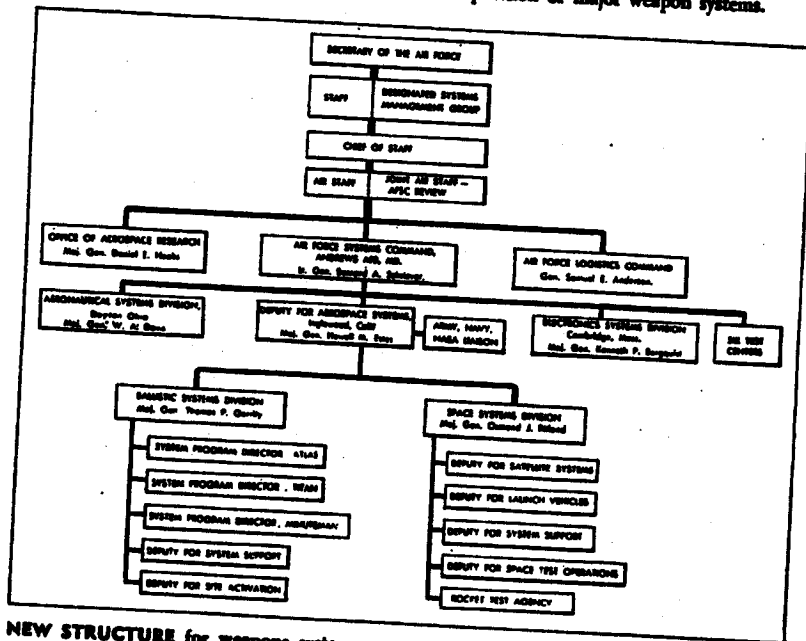 of major weapon systems.
SECRETARY OF THE AIR FORCE
STAFF
DESIGNATED SYSTEMS
MANAGEMENT GROUP
CHIEF OF STAFF
AIR STAFF
JOINT AIR STAFF —
AFSC REVIEW
OFFICE OF AEROSPACE RESEARCH
Maj. Gen. Daniel E. Hooks
AIR FORCE SYSTEMS COMMAND,
ANDREWS AFB, MD.
Lt. Gen. Bernard A. Schriever,
AIR FORCE LOGISTICS COMMAND
Gen. Samuel E. Anderson,
AERONAUTICAL SYSTEMS DIVISION,
Dayton Ohio
Maj. Gen. W. A. Davis
DEPUTY FOR AEROSPACE SYSTEMS,
Inglewood, Calif
Maj. Gen. Howell M. Estes
ARMY, NAVY,
NASA LIAISON
ELECTRONICS SYSTEMS DIVISION
Cambridge, Mass.
Maj. Gen. Kenneth P. Bergquist
SIX TEST
CENTERS
BALLISTIC SYSTEMS DIVISION
Maj. Gen Thomas P. Gerrity
SYSTEM PROGRAM DIRECTOR ATLAS
SYSTEM PROGRAM DIRECTOR, TITAN
SYSTEM PROGRAM DIRECTOR, MINUTEMAN
DEPUTY FOR SYSTEM SUPPORT
DEPUTY FOR SITE ACTIVATION
SPACE SYSTEMS DIVISION
Maj. Gen. Osmond J. Ritland
DEPUTY FOR SATELLITE SYSTEMS
DEPUTY FOR LAUNCH VEHICLES
DEPUTY FOR SYSTEM SUPPORT
DEPUTY FOR SPACE TEST OPERATIONS
ROCKET TEST AGENCY
NEW STRUCTURE for weapons